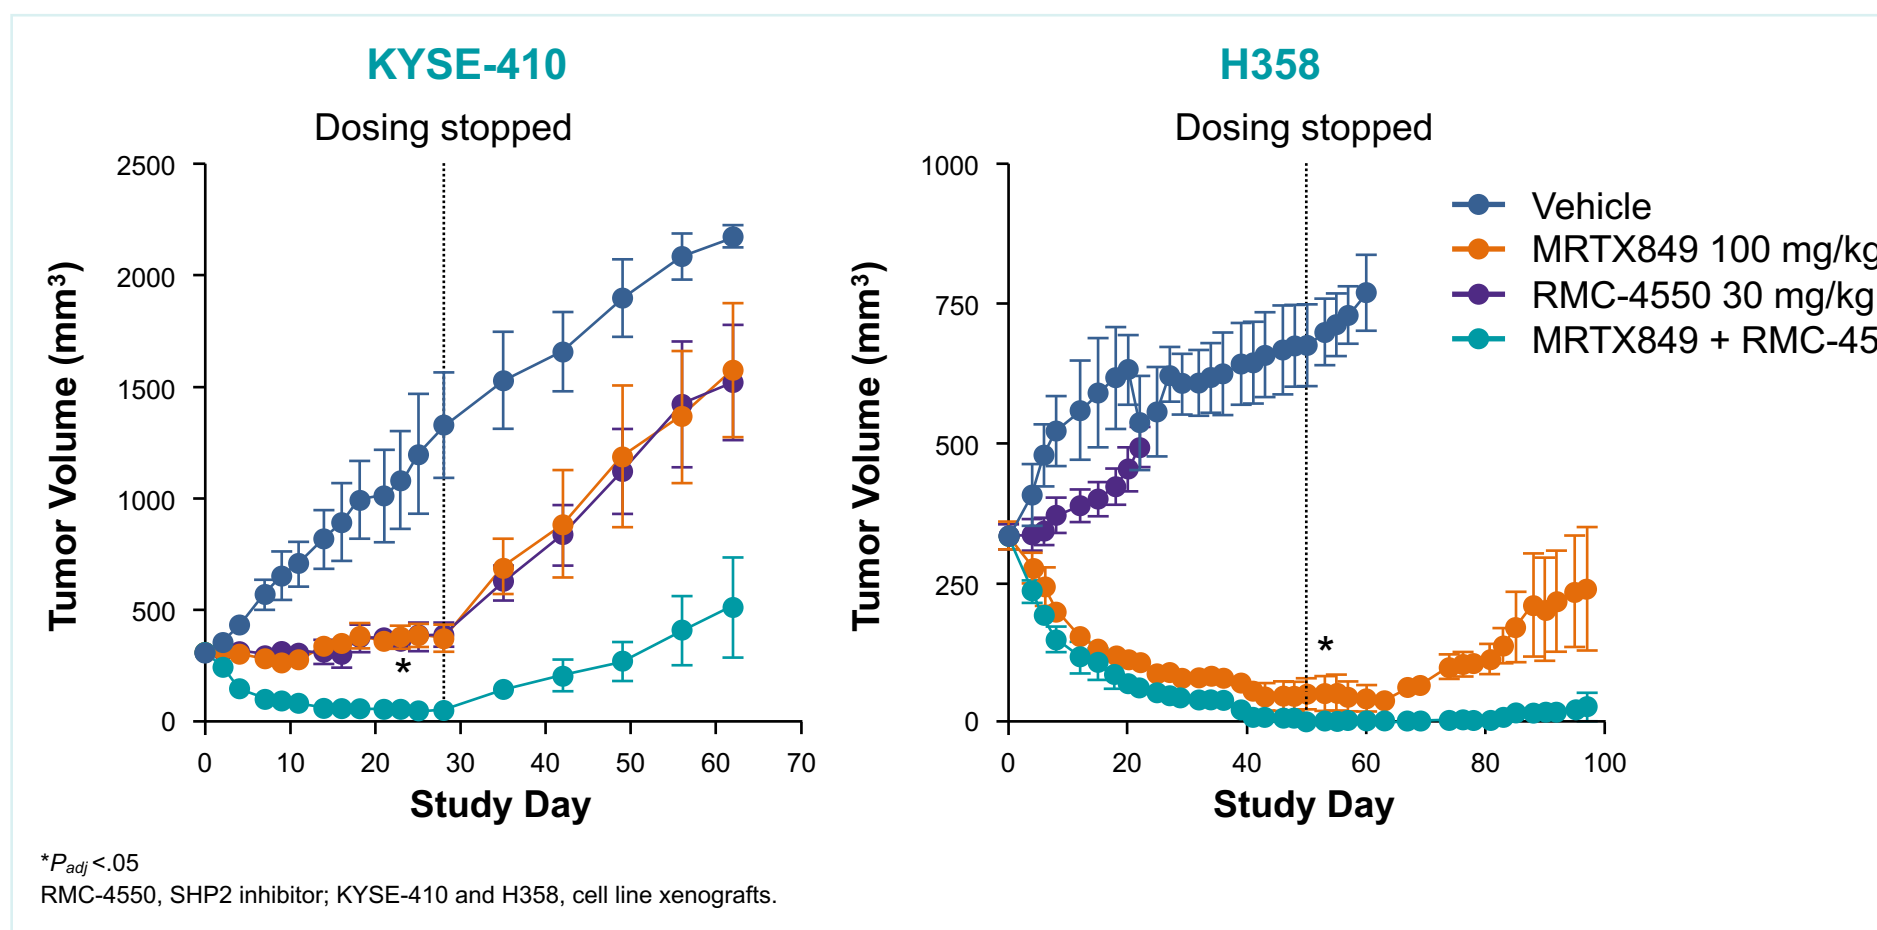 KYSE-410
Dosing stopped
Tumor Volume (mm³)
2500
2000
1500
1000
500
0
0 10 20 30 40 50 60 70
*
Study Day
H358
Dosing stopped
Tumor Volume (mm³)
1000
750
500
250
0
0 20 40 60 80 100
*
Study Day
Vehicle
MRTX849 100 mg/kg
RMC-4550 30 mg/kg
MRTX849 + RMC-45
*Padj <.05
RMC-4550, SHP2 inhibitor; KYSE-410 and H358, cell line xenografts.